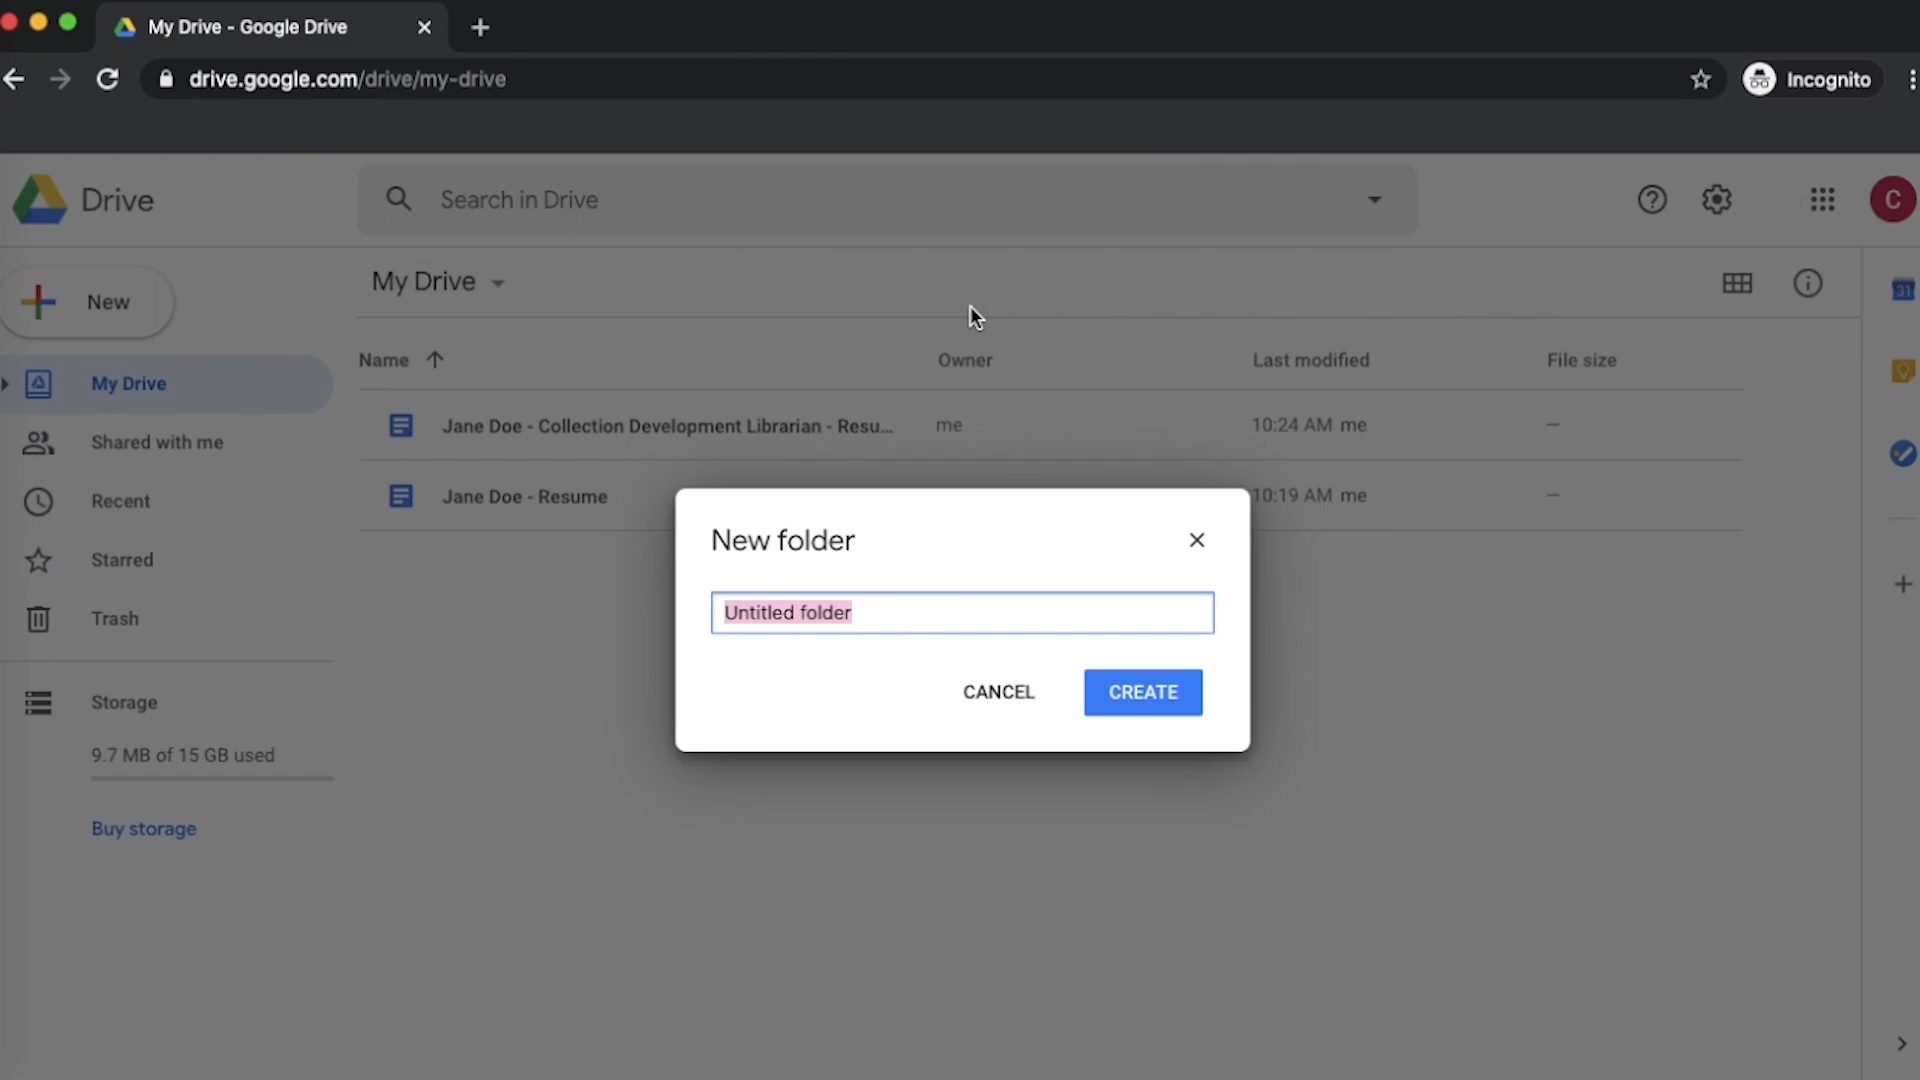 My Drive - Google Drive
drive.google.com/drive/my-drive
Incognito
Drive
Search in Drive
C
New
My Drive
31
Name
Owner
Last modified
File size
My Drive
Jane Doe - Collection Development Librarian - Resu...
me
10:24 AM me
—
Shared with me
Jane Doe - Resume
10:19 AM me
—
Recent
New folder
Starred
Untitled folder
Trash
CANCEL
CREATE
Storage
9.7 MB of 15 GB used
Buy storage